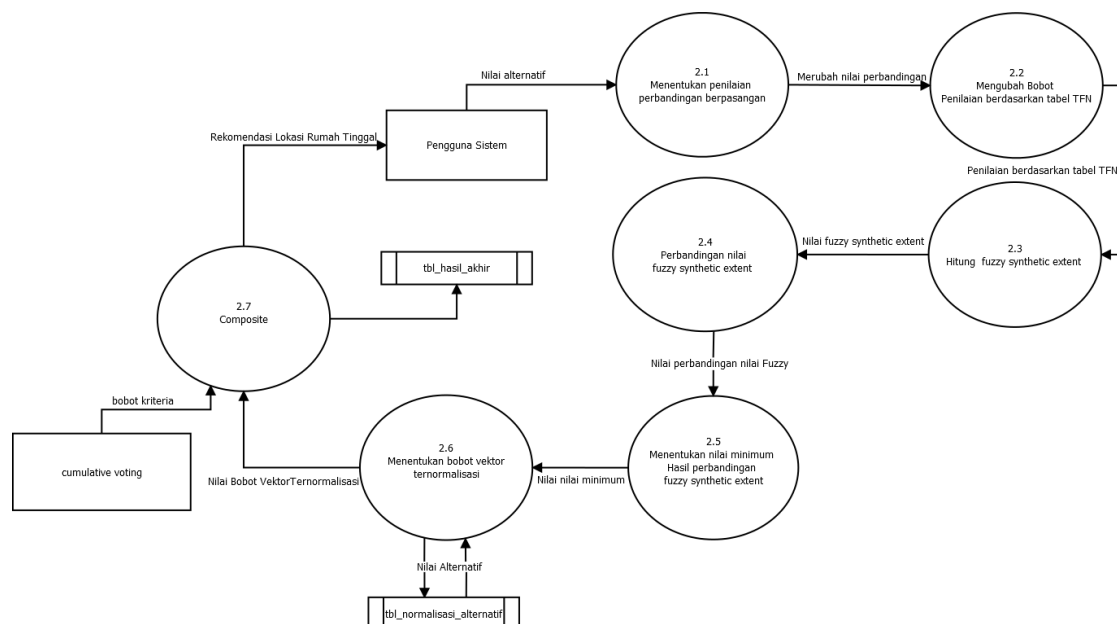 Nilai alternatif
2.1
Menentukan penilaian
perbandingan berpasangan
Merubah nilai perbandingan
2.2
Mengubah Bobot
Penilaian berdasarkan tabel TFN
Rekomendasi Lokasi Rumah Tinggal
Pengguna Sistem
Penilaian berdasarkan tabel TFN
2.3
Hitung fuzzy synthetic extent
Nilai fuzzy synthetic extent
2.4
Perbandingan nilai
fuzzy synthetic extent
tbl_hasil_akhir
2.7
Composite
Nilai perbandingan nilai Fuzzy
bobot kriteria
cumulative voting
2.5
Menentukan nilai minimum
Hasil perbandingan
fuzzy synthetic extent
Nilai nilai minimum
2.6
Menentukan bobot vektor
ternormalisasi
Nilai Bobot VektorTernormalisasi
Nilai Alternatif
tbl_normalisasi_alternatif